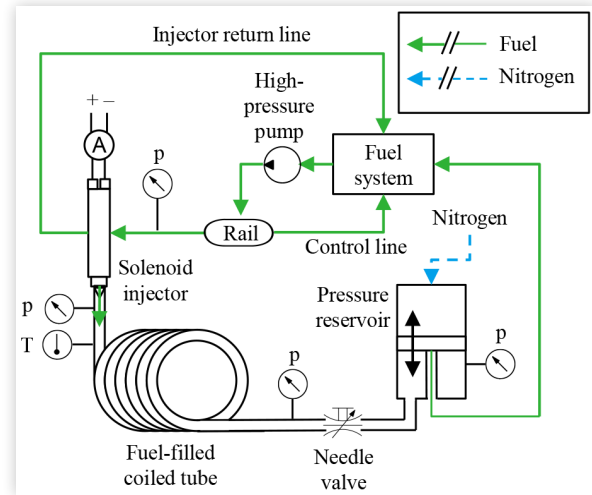 Injector return line
Fuel
Nitrogen
High-
pressure
pump
+ −
A
p
Fuel
system
Rail
Control line
Nitrogen
Solenoid
injector
Pressure
reservoir
p
T
p
p
Fuel-filled
coiled tube
Needle
valve